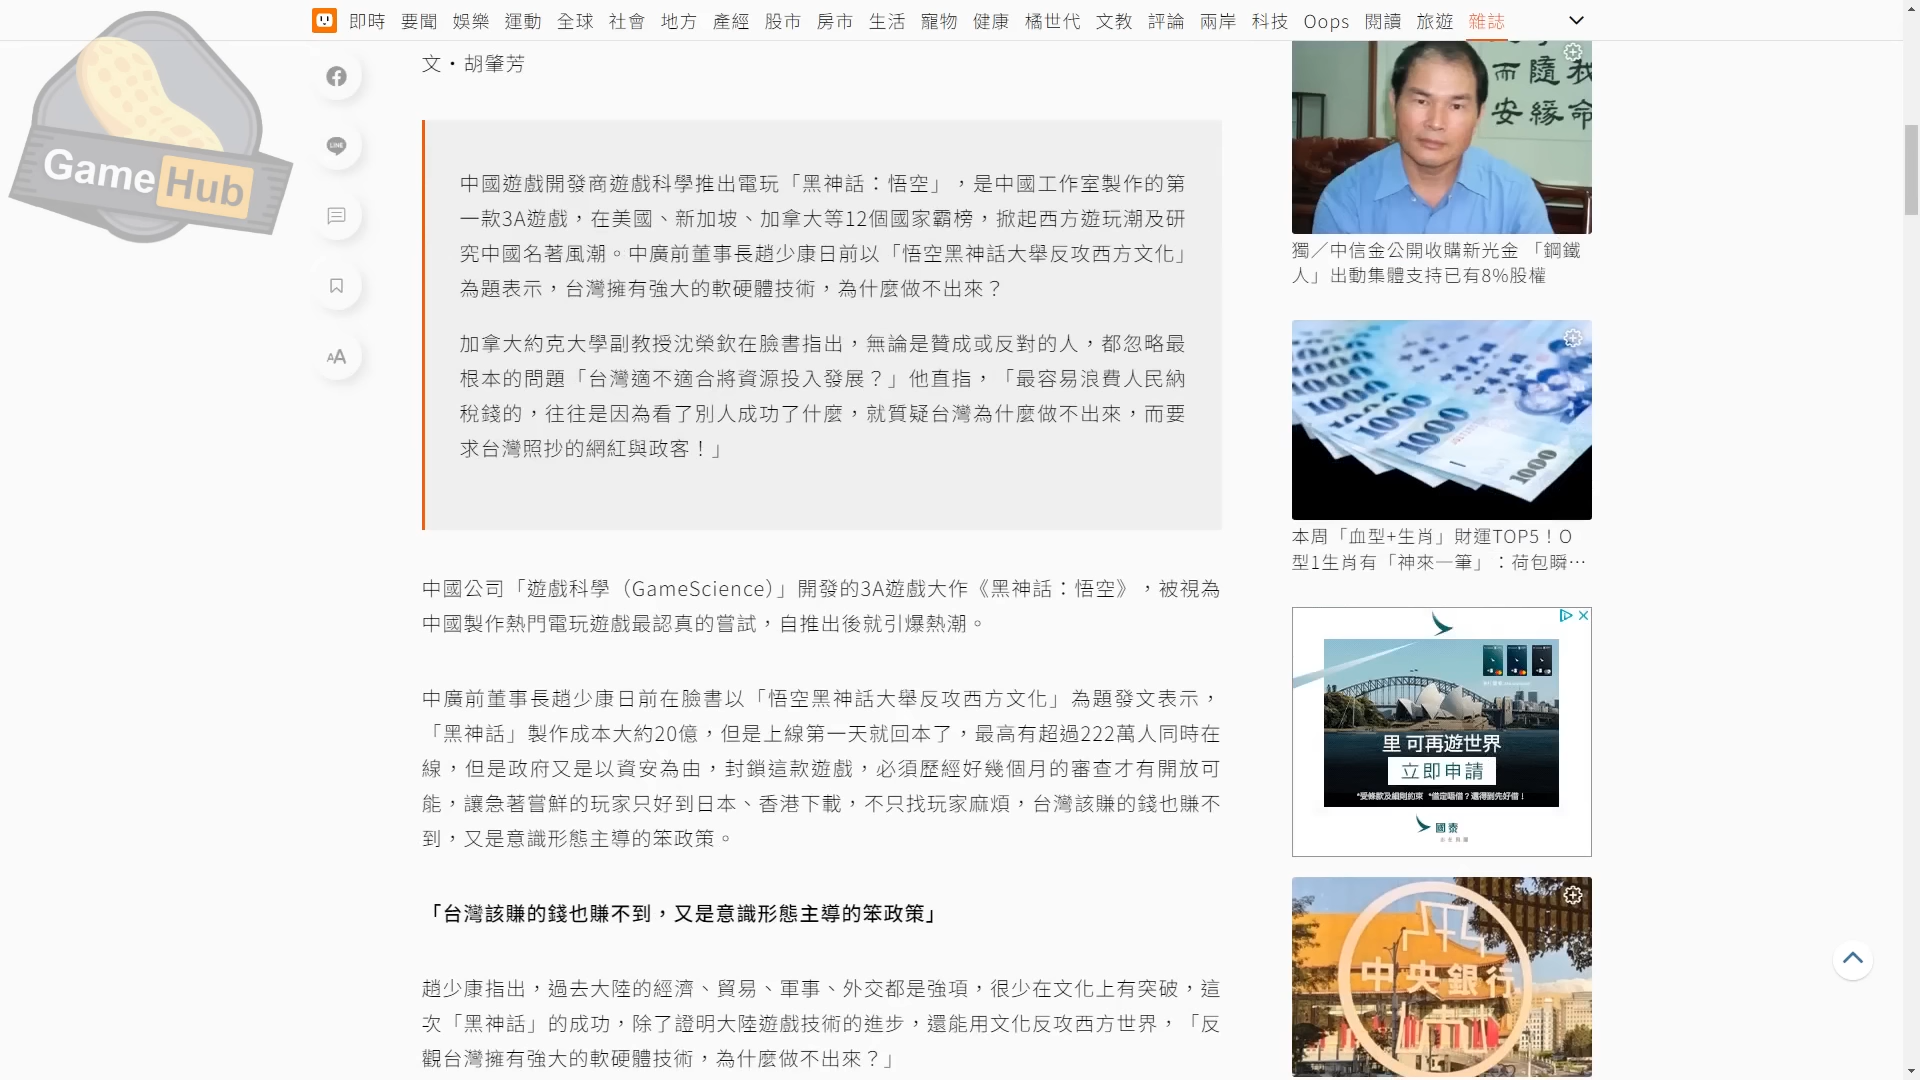 即時 要聞 娛樂 運動 全球 社會 地方 產經 股市 房市 生活 寵物 健康 橘世代 文教 評論 兩岸 科技 Oops 閱讀 旅遊 雜誌
GameHub
文・胡肇芳
中國遊戲開發商遊戲科學推出電玩「黑神話：悟空」，是中國工作室製作的第
一款3A遊戲，在美國、新加坡、加拿大等12個國家霸榜，掀起西方遊玩潮及研
究中國名著風潮。中廣前董事長趙少康日前以「悟空黑神話大舉反攻西方文化」
為題表示，台灣擁有強大的軟硬體技術，為什麼做不出來？
加拿大約克大學副教授沈榮欽在臉書指出，無論是贊成或反對的人，都忽略最
根本的問題「台灣適不適合將資源投入發展？」他直指，「最容易浪費人民納
稅錢的，往往是因為看了別人成功了什麼，就質疑台灣為什麼做不出來，而要
求台灣照抄的網紅與政客！」
中國公司「遊戲科學（GameScience）」開發的3A遊戲大作《黑神話：悟空》，被視為
中國製作熱門電玩遊戲最認真的嘗試，自推出後就引爆熱潮。
中廣前董事長趙少康日前在臉書以「悟空黑神話大舉反攻西方文化」為題發文表示，
「黑神話」製作成本大約20億，但是上線第一天就回本了，最高有超過222萬人同時在
線，但是政府又是以資安為由，封鎖這款遊戲，必須歷經好幾個月的審查才有開放可
能，讓急著嘗鮮的玩家只好到日本、香港下載，不只找玩家麻煩，台灣該賺的錢也賺不
到，又是意識形態主導的笨政策。
「台灣該賺的錢也賺不到，又是意識形態主導的笨政策」
趙少康指出，過去大陸的經濟、貿易、軍事、外交都是強項，很少在文化上有突破，這
次「黑神話」的成功，除了證明大陸遊戲技術的進步，還能用文化反攻西方世界，「反
觀台灣擁有強大的軟硬體技術，為什麼做不出來？」
LINE
AA
而隨我
安緣命
獨／中信金公開收購新光金 「鋼鐵
人」出動集體支持已有8%股權
1000
1000
1000
本周「血型+生肖」財運TOP5！O
型1生肖有「神來一筆」：荷包瞬…
里 可再遊世界
立即申請
國泰
中央銀行